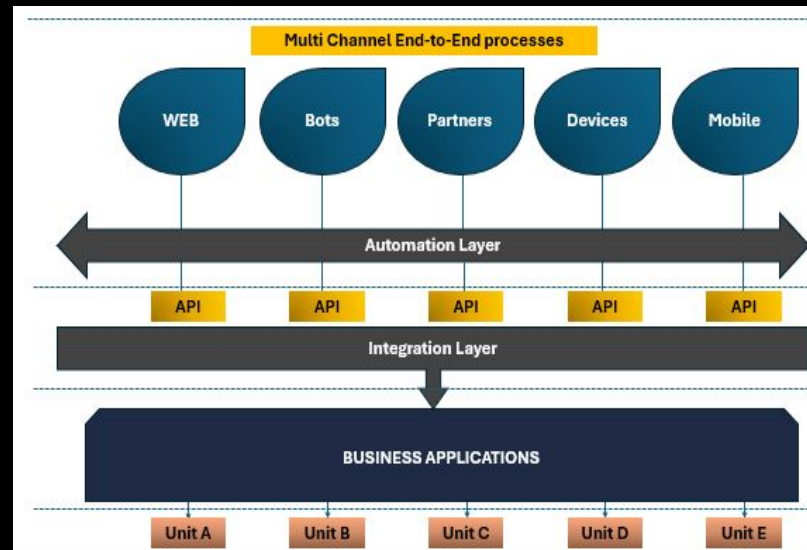 Multi Channel End-to-End processes
WEB
Bots
Partners
Devices
Mobile
Automation Layer
API
API
API
API
API
Integration Layer
BUSINESS APPLICATIONS
Unit A
Unit B
Unit C
Unit D
Unit E